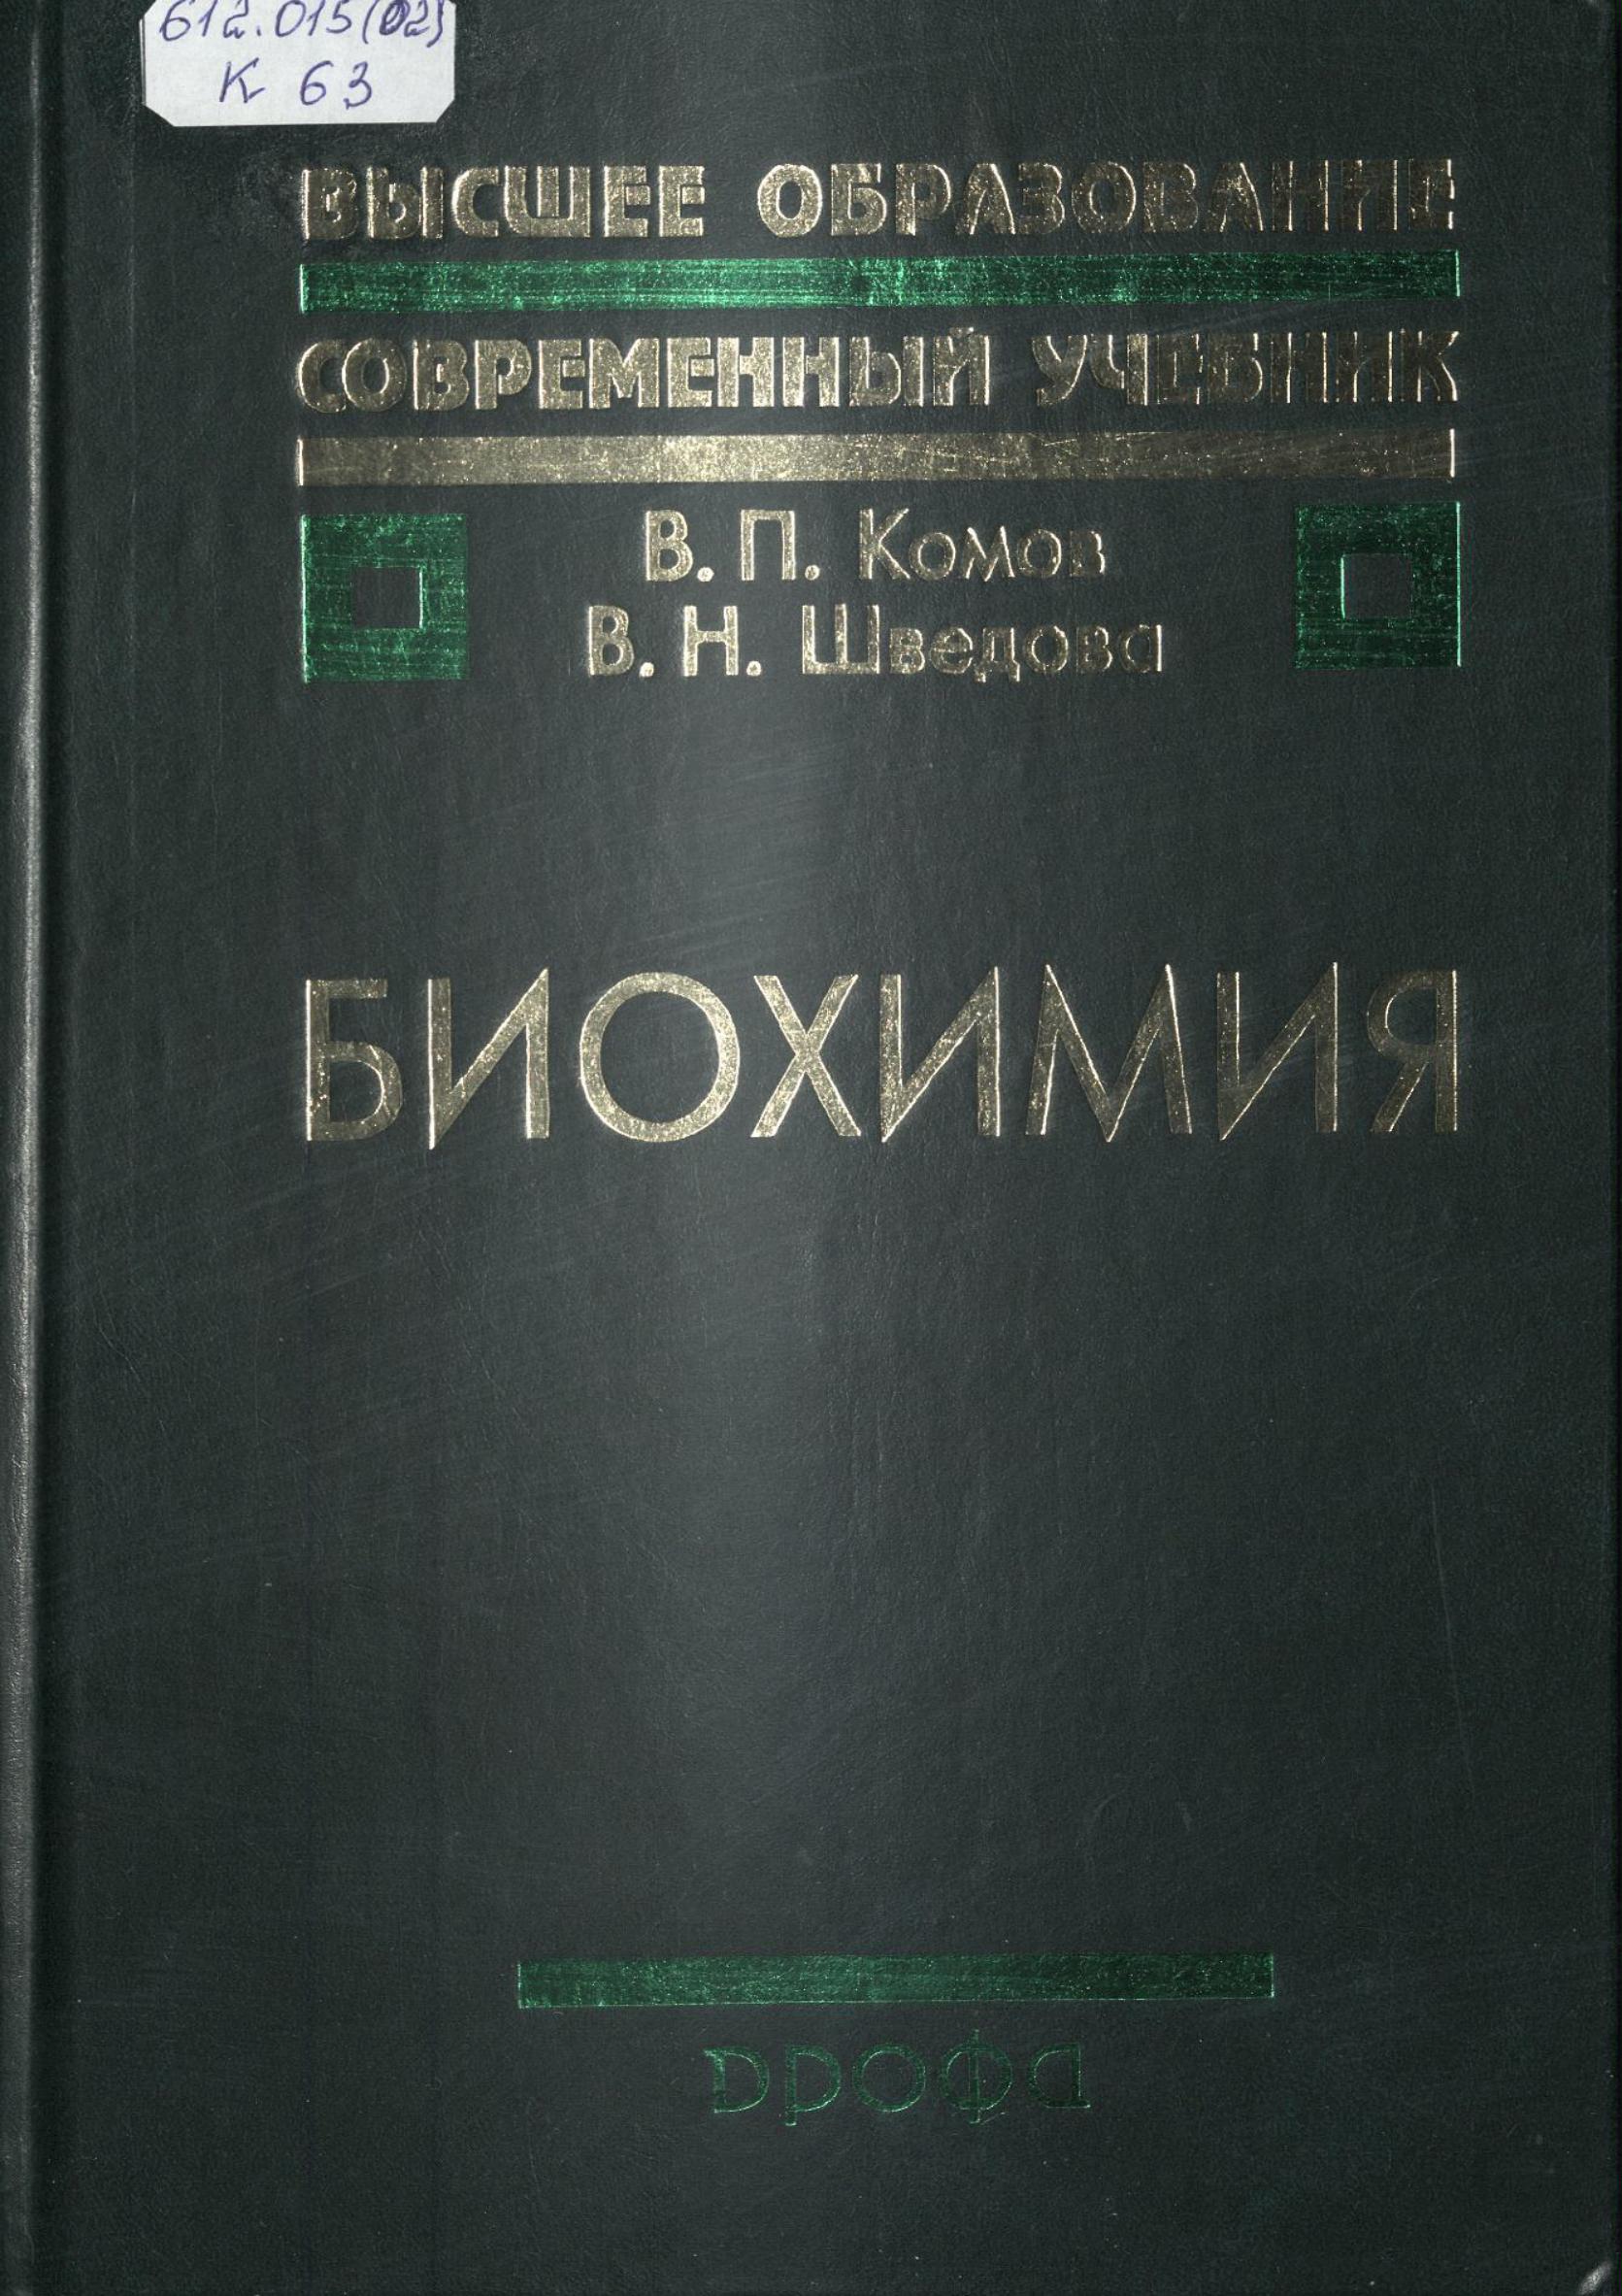 612.015(02)
К 63
ВЫСШЕЕ ОБРАЗОВАНИЕ
СОВРЕМЕННЫЙ УЧЕБНИК
В. П. Комов
В. Н. Шведова
БИОХИМИЯ
дрофа